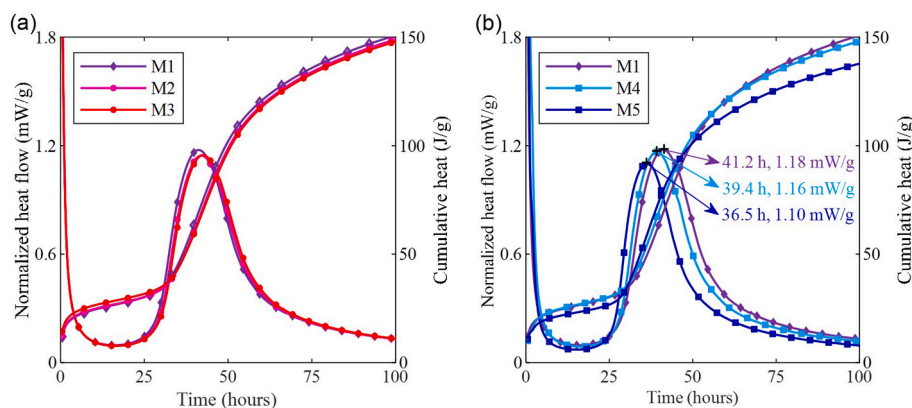 (a)
1.8
1.2
0.6
0
Normalized heat flow (mW/g)
M1
M2
M3
150
100
50
0
Cumulative heat (J/g)
0
25
50
75
100
Time (hours)
(b)
1.8
1.2
0.6
0
Normalized heat flow (mW/g)
M1
M4
M5
41.2 h, 1.18 mW/g
39.4 h, 1.16 mW/g
36.5 h, 1.10 mW/g
150
100
50
0
Cumulative heat (J/g)
0
25
50
75
100
Time (hours)